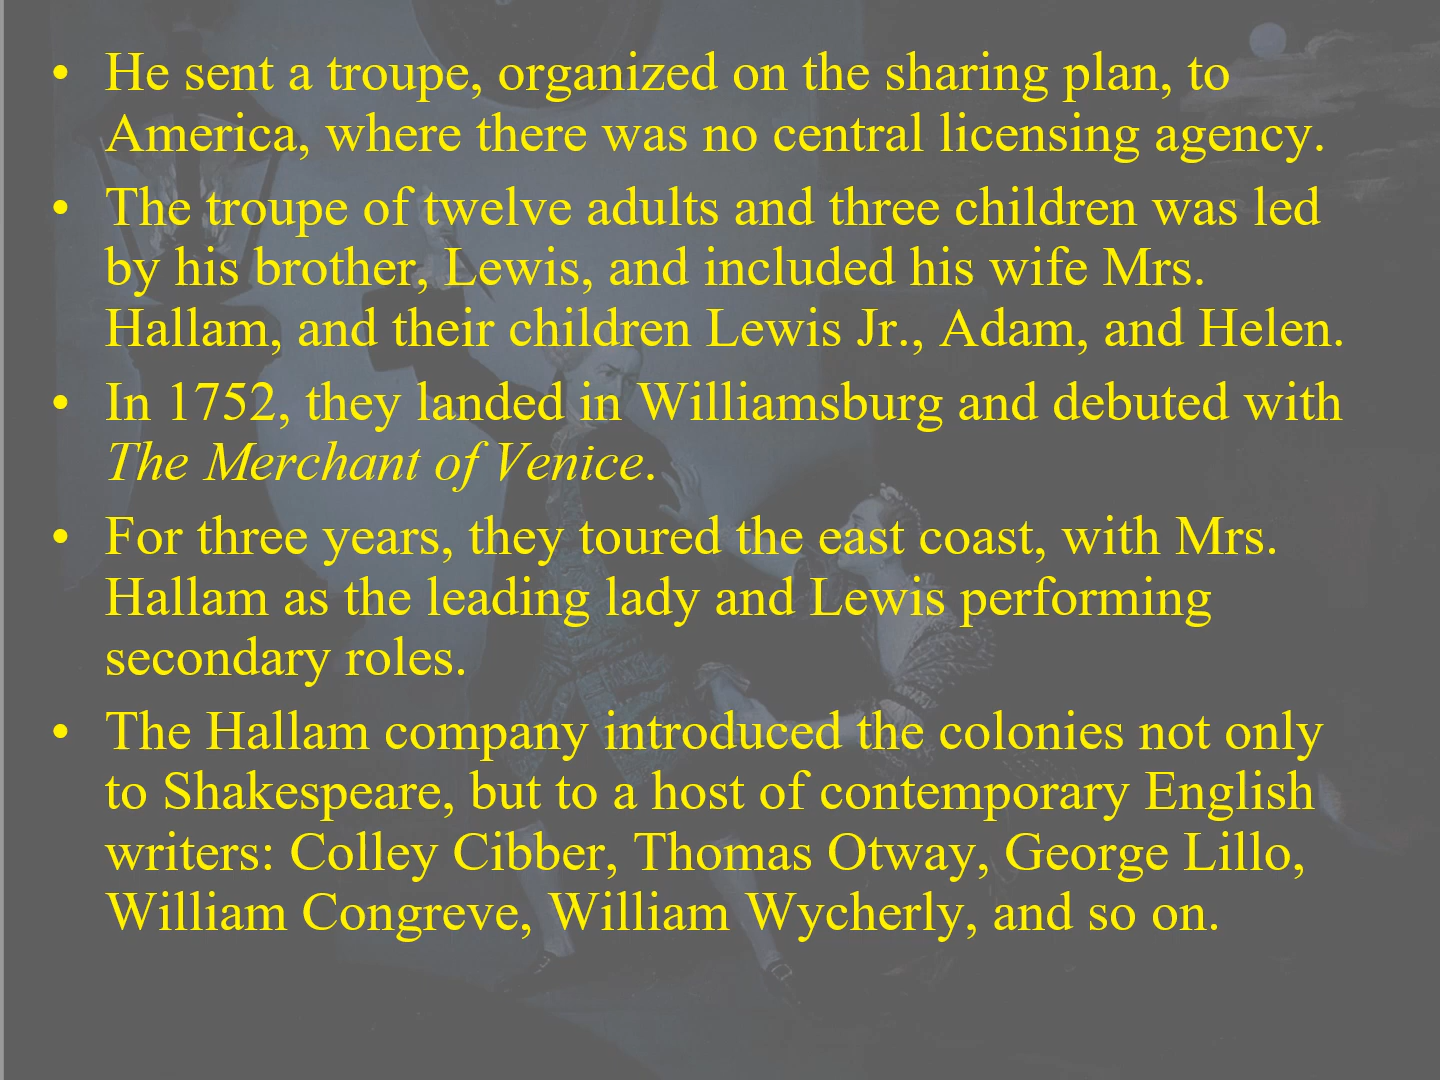 • He sent a troupe, organized on the sharing plan, to
America, where there was no central licensing agency.
• The troupe of twelve adults and three children was led
by his brother, Lewis, and included his wife Mrs.
Hallam, and their children Lewis Jr., Adam, and Helen.
• In 1752, they landed in Williamsburg and debuted with
The Merchant of Venice.
• For three years, they toured the east coast, with Mrs.
Hallam as the leading lady and Lewis performing
secondary roles.
• The Hallam company introduced the colonies not only
to Shakespeare, but to a host of contemporary English
writers: Colley Cibber, Thomas Otway, George Lillo,
William Congreve, William Wycherly, and so on.